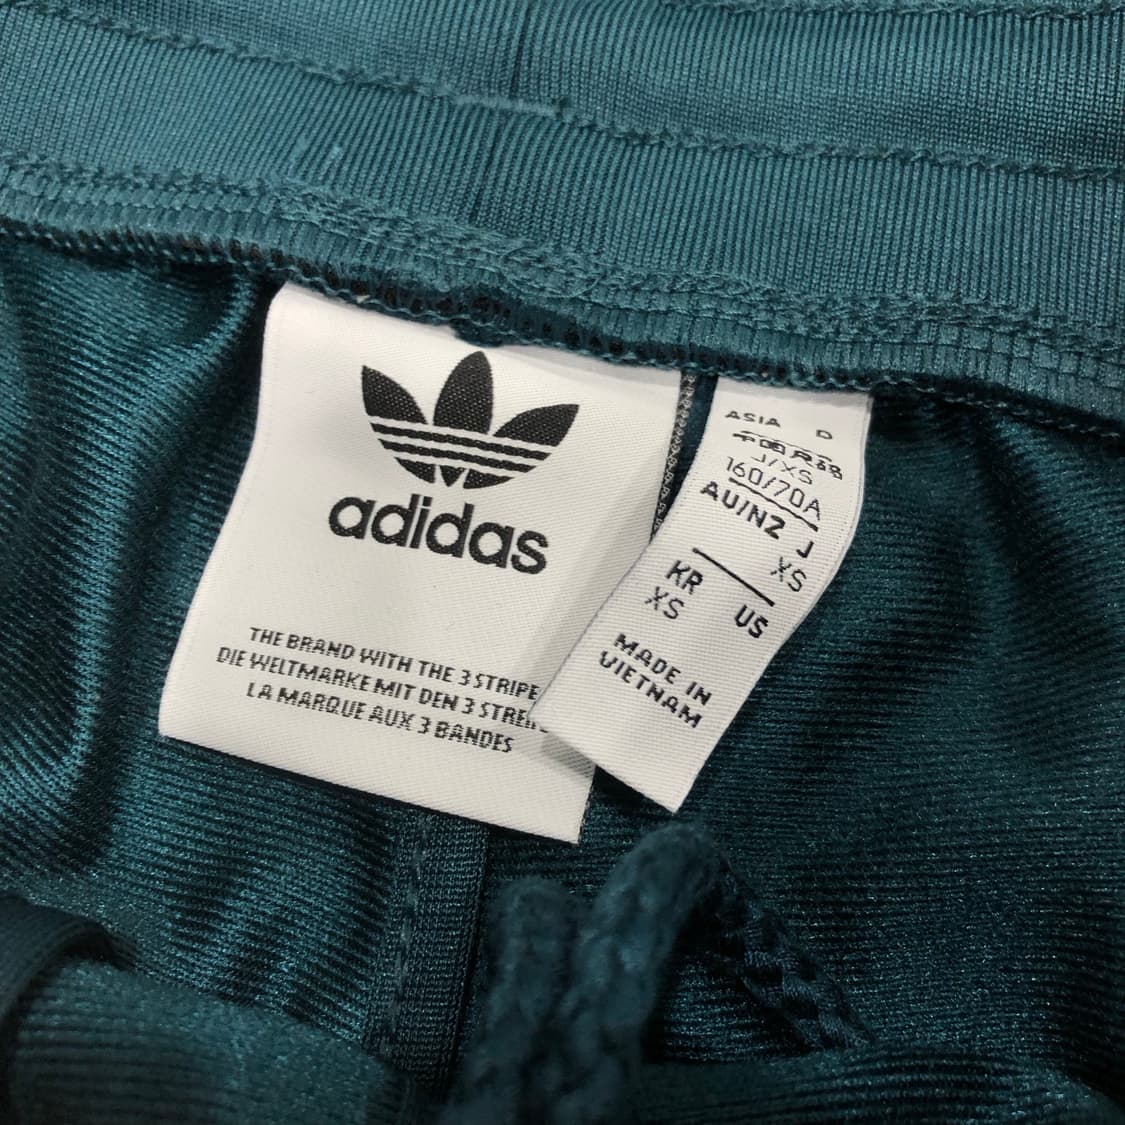 adidas
THE BRAND WITH THE 3 STRIPE
DIE WELTMARKE MIT DEN 3
LA MARQUE AUX 3 BANDES
ASIA D
J/XS
160/70A
AU/NZ J
XS
KR US
XS
MADE IN
VIETNAM